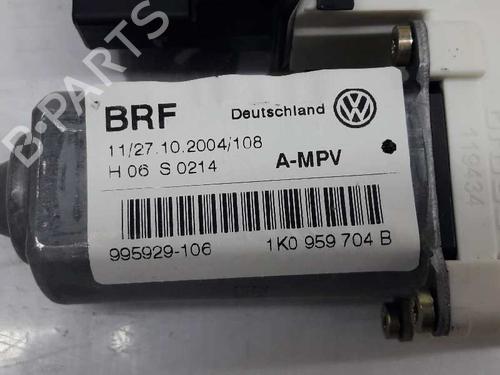 B-PARTS
BRF Deutschland
11/27.10.2004/108
H 06 S 0214 A-MPV
995929-106 1K0 959 704 B
119434